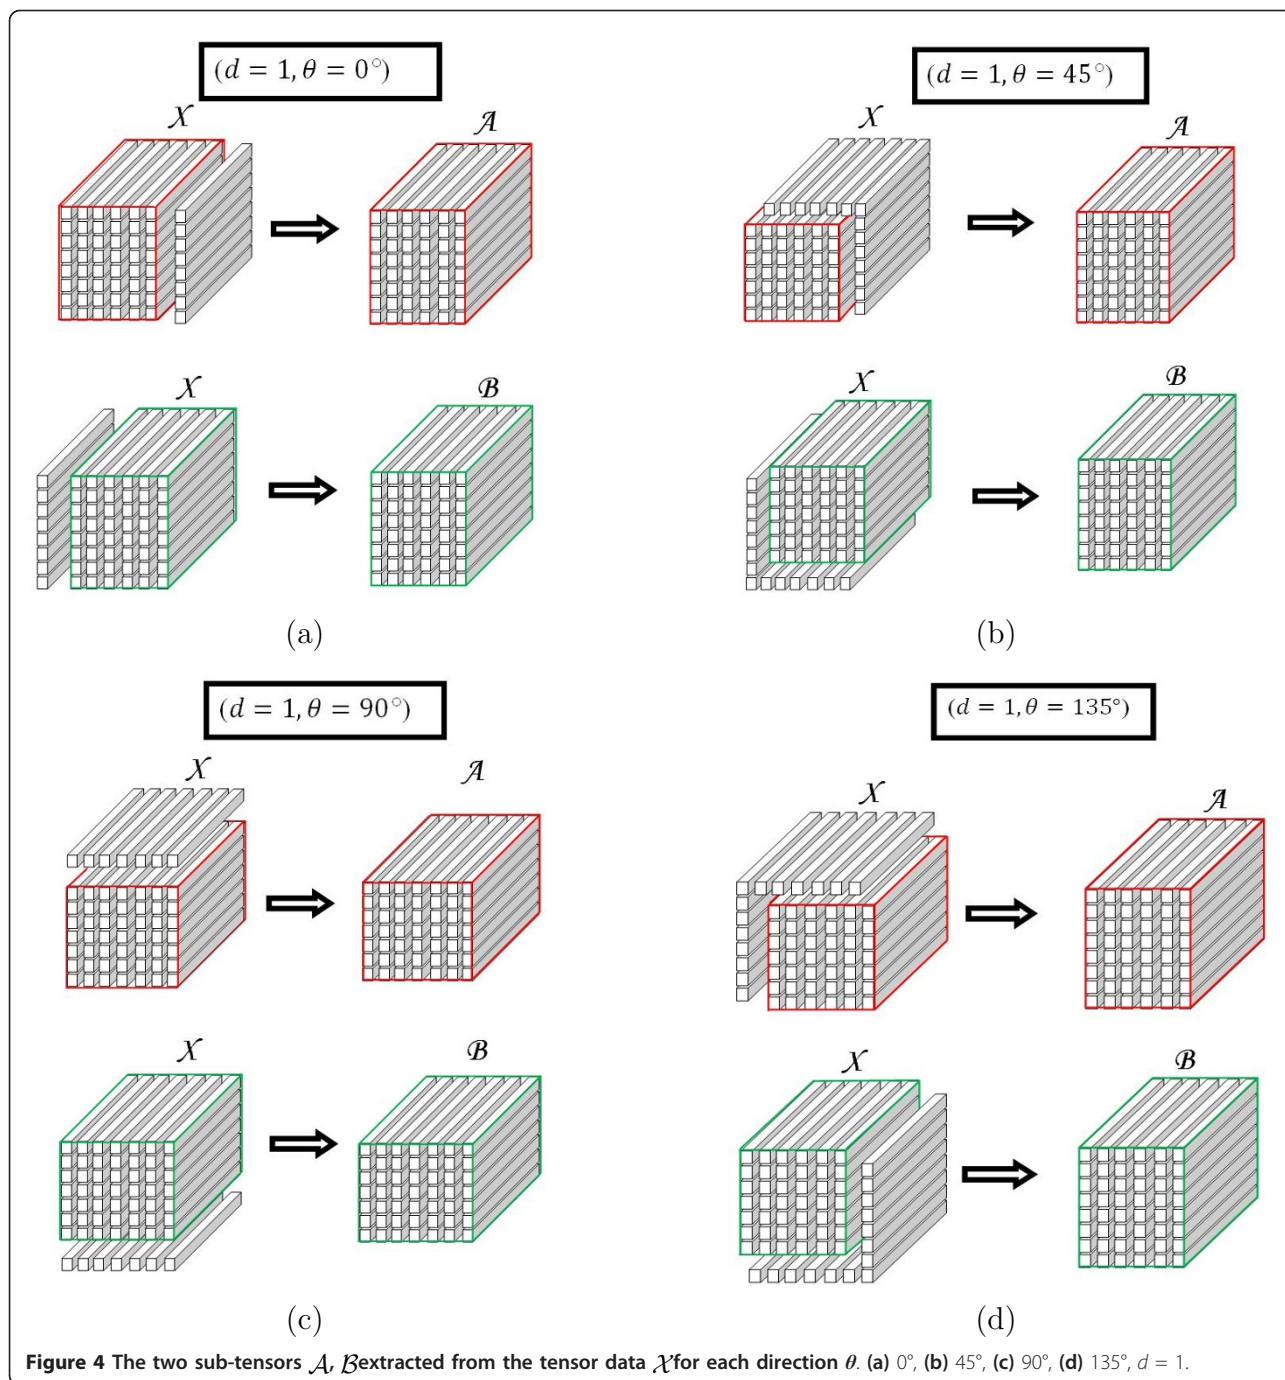 (d = 1, θ = 0°)
𝒳 𝒜
𝒳 ℬ
(a)
(d = 1, θ = 45°)
𝒳 𝒜
𝒳 ℬ
(b)
(d = 1, θ = 90°)
𝒳 𝒜
𝒳 ℬ
(c)
(d = 1, θ = 135°)
𝒳 𝒜
𝒳 ℬ
(d)
Figure 4 The two sub-tensors 𝒜, ℬextracted from the tensor data 𝒳for each direction θ. (a) 0°, (b) 45°, (c) 90°, (d) 135°, d = 1.